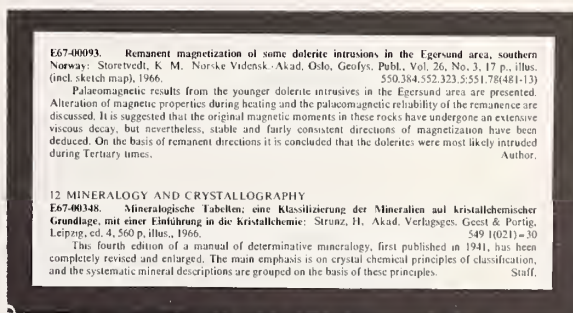 E67-00093. Remanent magnetization of some dolerite intrusions in the Egersund area, southern
Norway: Storetvedt, K M. Norske Vidensk.-Akad, Oslo, Geofys. Publ., Vol. 26, No. 3, 17 p., illus.
(incl. sketch map), 1966. 550.384.552.323.5:551.78(481-13)
Palaeomagnetic results from the younger dolerite intrusives in the Egersund area are presented.
Alteration of magnetic properties during heating and the palaeomagnetic reliability of the remanence are
discussed. It is suggested that the original magnetic moments in these rocks have undergone an extensive
viscous decay, but nevertheless, stable and fairly consistent directions of magnetization have been
deduced. On the basis of remanent directions it is concluded that the dolerites were most likely intruded
during Tertiary times. Author.
12 MINERALOGY AND CRYSTALLOGRAPHY
E67-00348. Mineralogische Tabellen; eine Klassifizierung der Mineralien auf kristallchemischer
Grundlage, mit einer Einführung in die Kristallchemie: Strunz, H, Akad. Verlagsges. Geest & Portig,
Leipzig, ed. 4, 560 p, illus., 1966. 549 1(021)=30
This fourth edition of a manual of determinative mineralogy, first published in 1941, has been
completely revised and enlarged. The main emphasis is on crystal chemical principles of classification,
and the systematic mineral descriptions are grouped on the basis of these principles. Staff.